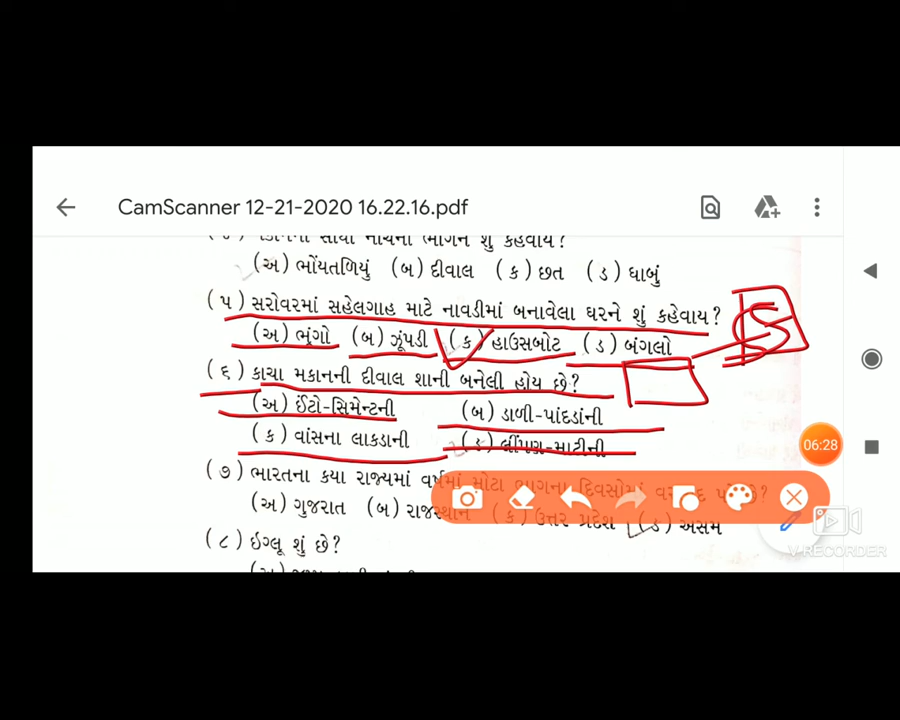 CamScanner 12-21-2020 16.22.16.pdf
શું કહેવાય?
(અ) ભોંયતળિયું (બ) દીવાલ (ક) છત (ડ) ધાબું
(૫) સરોવરમાં સહેલગાહ માટે નાવડીમાં બનાવેલા ઘરને શું કહેવાય?
(અ) ભૂંગો (બ) ઝૂંપડી (ક) હાઉસબોટ (ડ) બંગલો
(૬) કાચા મકાનની દીવાલ શાની બનેલી હોય છે?
(અ) ઈંટો-સિમેન્ટની (બ) ડાળી-પાંદડાંની
(ક) વાંસના લાકડાની (ડ) લીંપણ-માટીની
06:28
(૭) ભારતના કયા રાજ્યમાં વર્ષમાં મોટા ભાગના દિવસોમાં
(અ) ગુજરાત (બ) રાજસ્થાન (ક) ઉત્તર પ્રદેશ (ડ) અસમ
V RECORDER
(૮) ઇગ્લૂ શું છે?